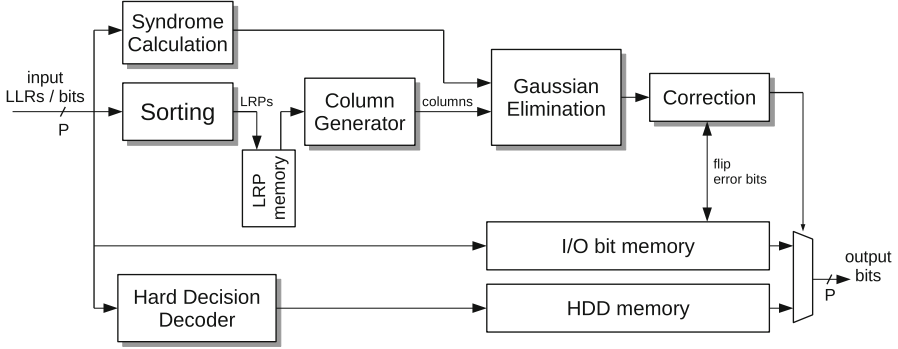 Syndrome
Calculation
input
LLRs / bits
P
Sorting
LRPs
LRP
memory
Column
Generator
columns
Gaussian
Elimination
Correction
flip
error bits
I/O bit memory
Hard Decision
Decoder
HDD memory
output
bits
P